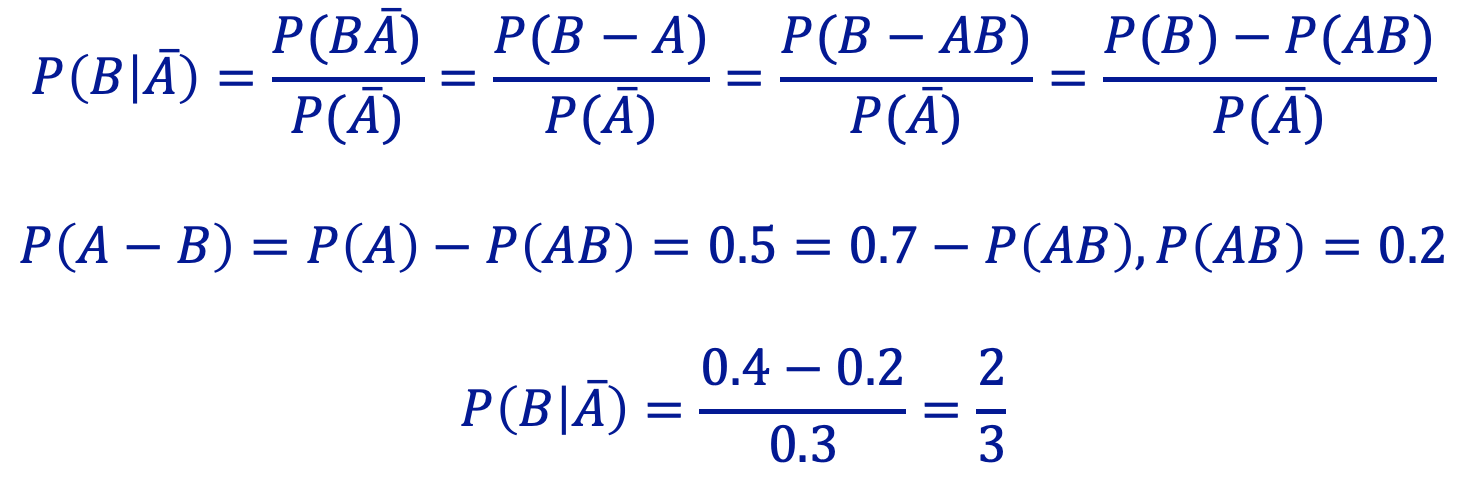 P(B|Ā) = P(BĀ)/P(Ā) = P(B − A)/P(Ā) = P(B − AB)/P(Ā) = (P(B) − P(AB))/P(Ā)
P(A − B) = P(A) − P(AB) = 0.5 = 0.7 − P(AB), P(AB) = 0.2
P(B|Ā) = (0.4 − 0.2)/0.3 = 2/3